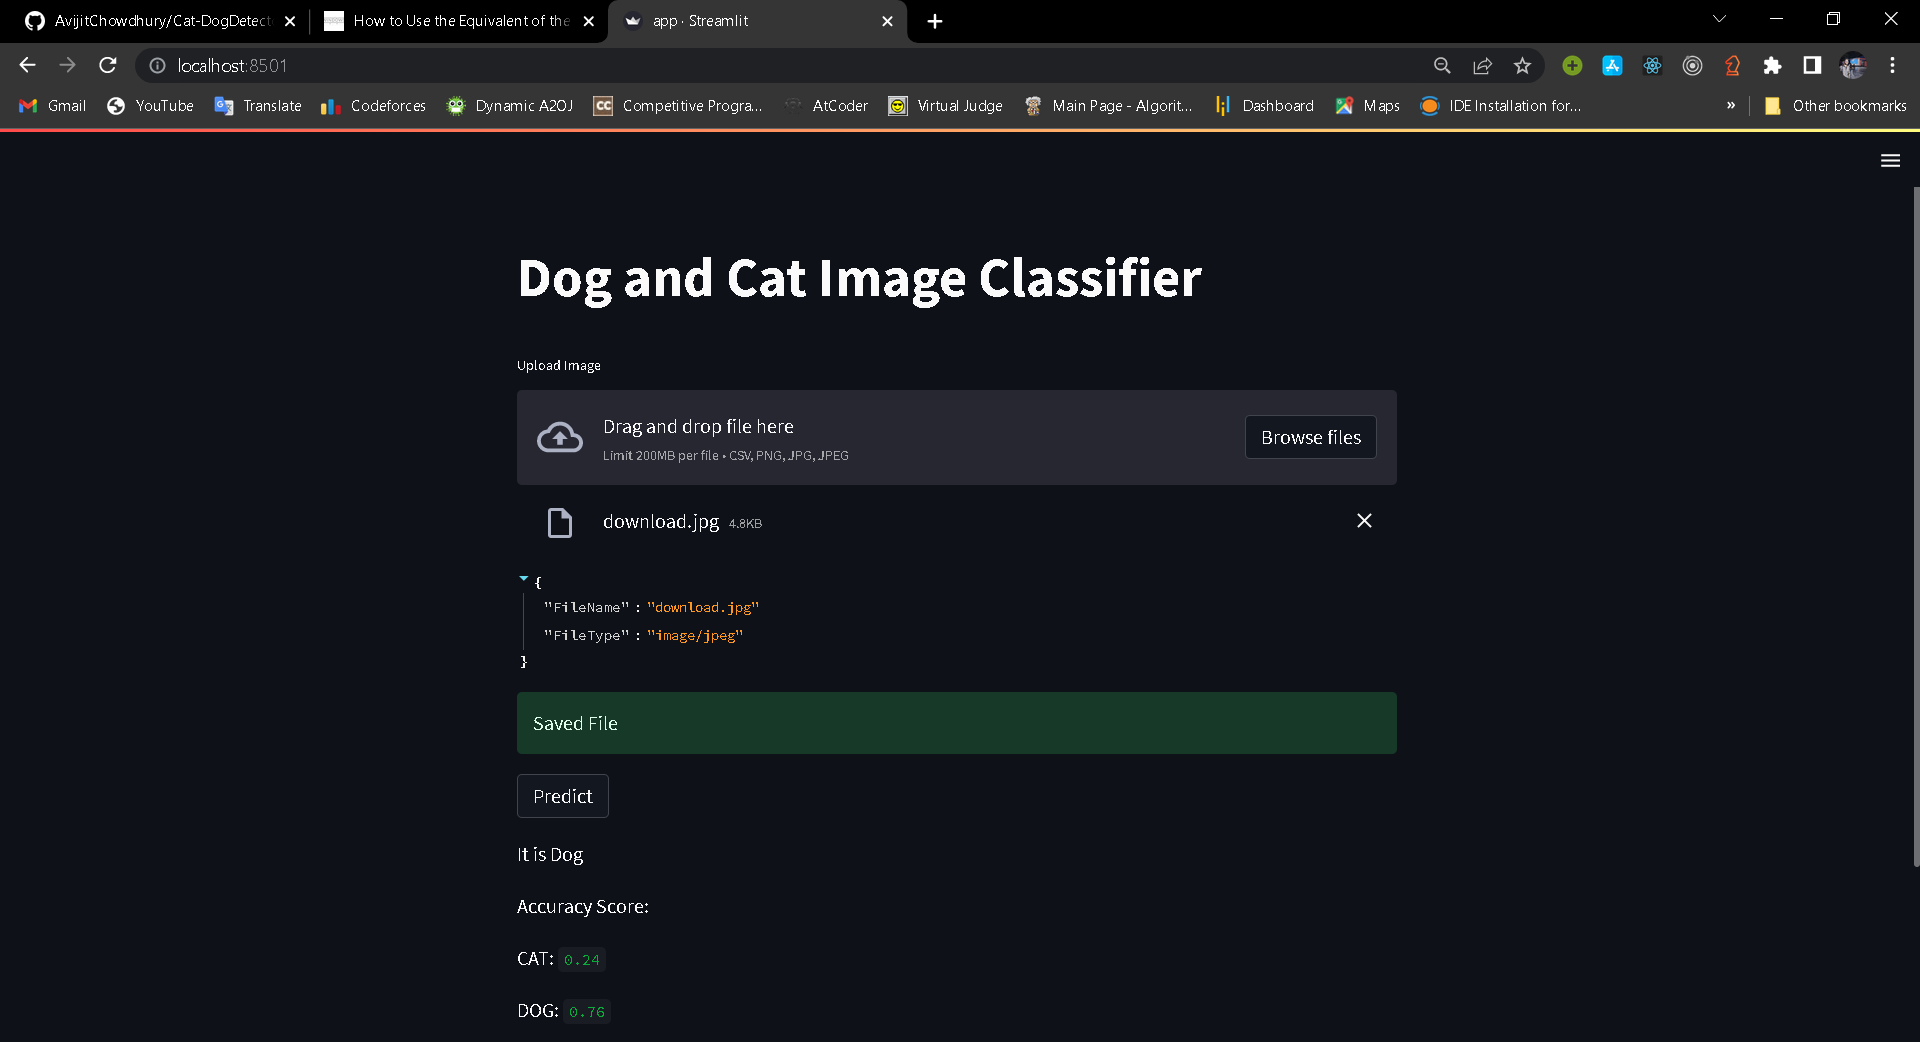 AvijitChowdhury/Cat-DogDetect
How to Use the Equivalent of the
app · Streamlit
localhost:8501
Gmail
YouTube
Translate
Codeforces
Dynamic A2OJ
CC
Competitive Progra...
AtCoder
Virtual Judge
Main Page - Algorit...
Dashboard
Maps
IDE Installation for...
»
Other bookmarks
Dog and Cat Image Classifier
Upload Image
Drag and drop file here
Limit 200MB per file • CSV, PNG, JPG, JPEG
Browse files
download.jpg 4.8KB
{
"FileName" : "download.jpg"
"FileType" : "image/jpeg"
}
Saved File
Predict
It is Dog
Accuracy Score:
CAT: 0.24
DOG: 0.76